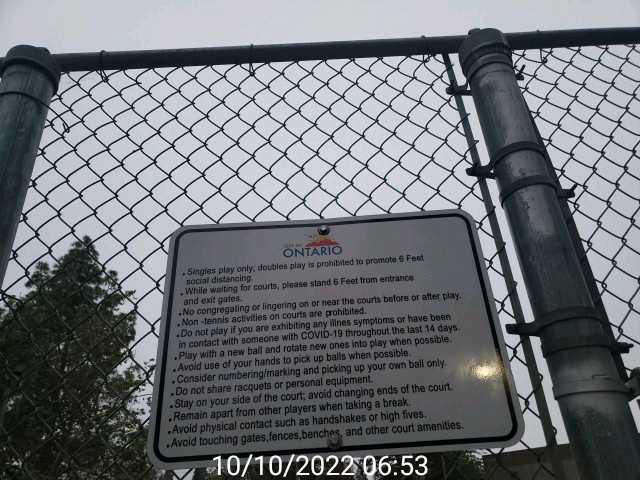 CITY OF
ONTARIO
• Singles play only; doubles play is prohibited to promote 6 Feet
social distancing.
• While waiting for courts, please stand 6 Feet from entrance
and exit gates.
• No congregating or lingering on or near the courts before or after play.
• Non -tennis activities on courts are prohibited.
• Do not play if you are exhibiting any illnes symptoms or have been
in contact with someone with COVID-19 throughout the last 14 days.
• Play with a new ball and rotate new ones into play when possible.
• Avoid use of your hands to pick up balls when possible.
• Consider numbering/marking and picking up your own ball only.
• Do not share racquets or personal equipment.
• Stay on your side of the court; avoid changing ends of the court.
• Remain apart from other players when taking a break.
• Avoid physical contact such as handshakes or high fives.
• Avoid touching gates,fences,benches, and other court amenities.
10/10/2022 06:53